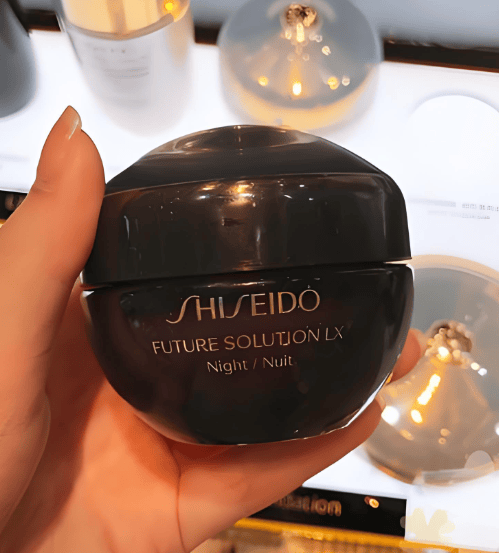 SHISEIDO
FUTURE SOLUTION LX
Night / Nuit